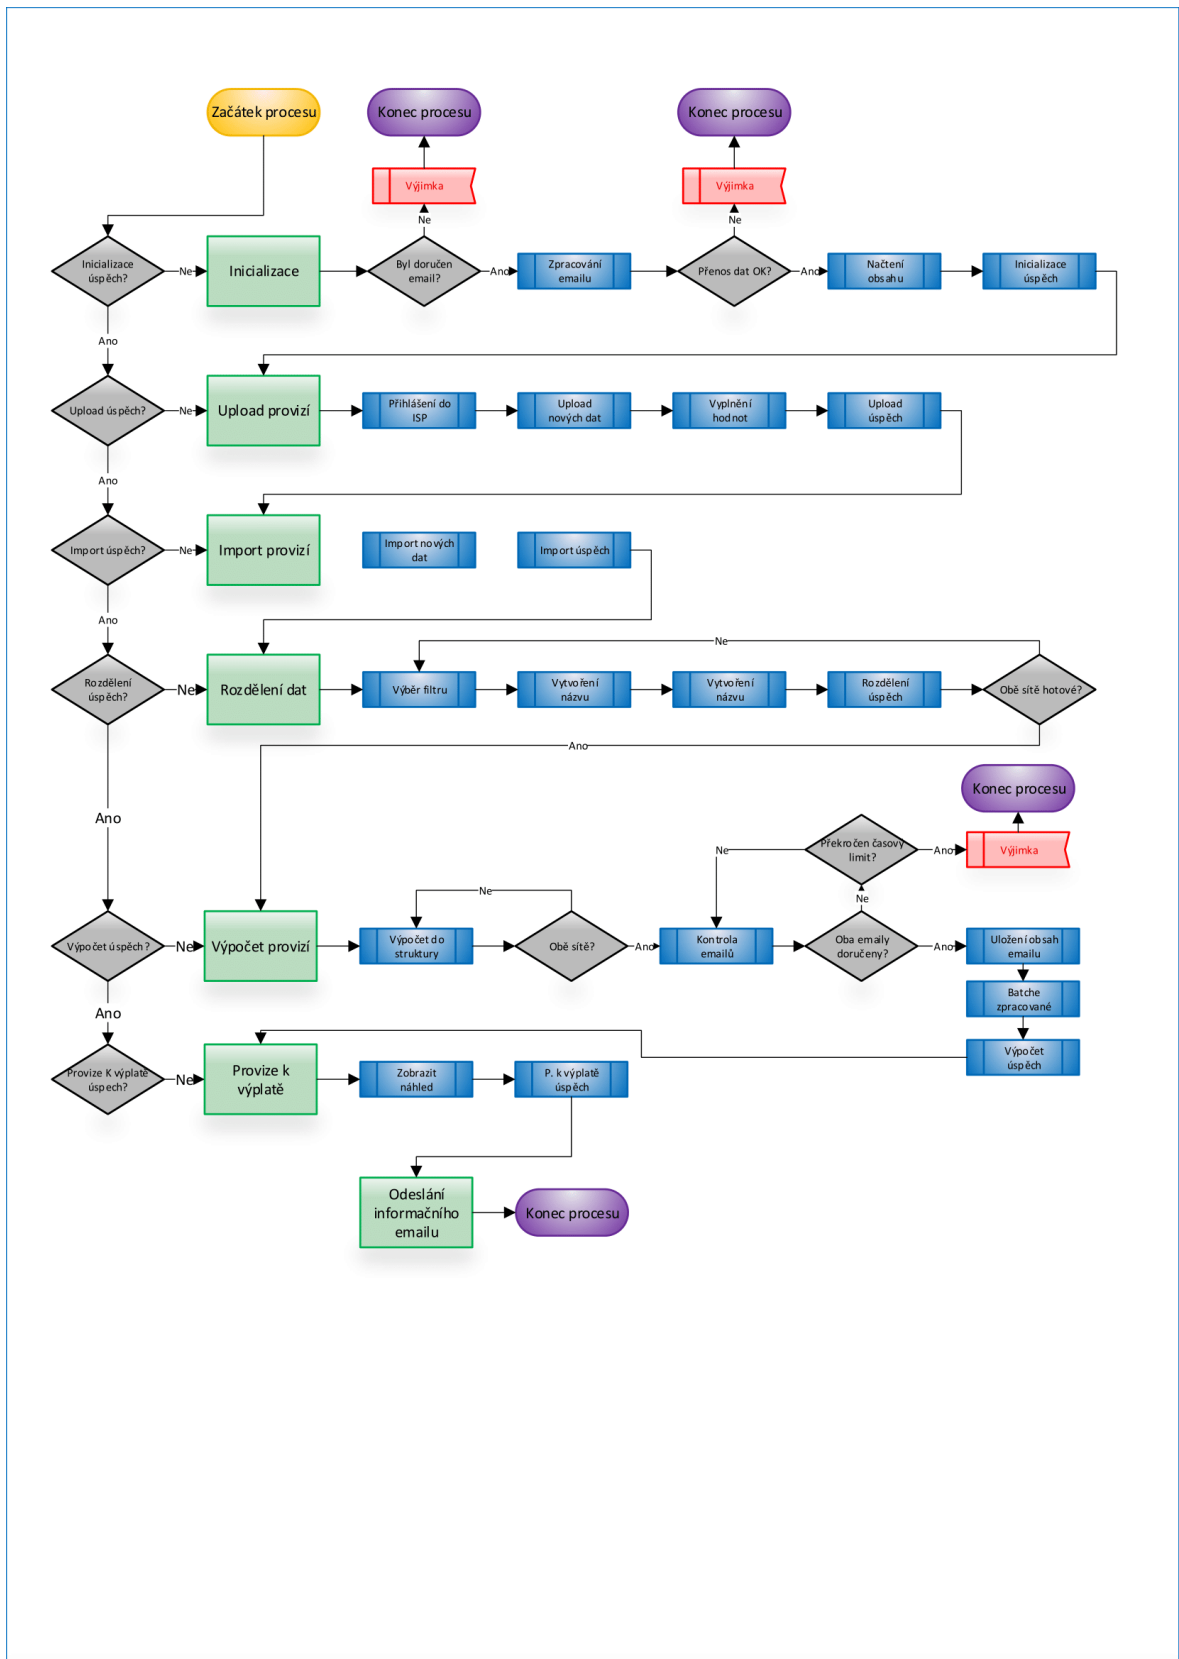 Začátek procesu
Konec procesu
Konec procesu
Výjimka
Výjimka
Ne
Ne
Inicializace
úspěch?
Ne
Inicializace
Byl doručen
email?
Ano
Zpracování
emailu
Přenos dat OK?
Ano
Načtení
obsahu
Inicializace
úspěch
Ano
Upload úspěch?
Ne
Upload provizí
Přihlášení do
ISP
Upload
nových dat
Vyplnění
hodnot
Upload
úspěch
Ano
Import úspěch?
Ne
Import provizí
Import nových
dat
Import úspěch
Ano
Ne
Rozdělení
úspěch?
Ne
Rozdělení dat
Výběr filtru
Vytvoření
názvu
Vytvoření
názvu
Rozdělení
úspěch
Obě sítě hotové?
Ano
Konec procesu
Ano
Ne
Překročen časový
limit?
Ano
Výjimka
Ne
Ne
Výpočet úspěch?
Ne
Výpočet provizí
Výpočet do
struktury
Obě sítě?
Ano
Kontrola
emailů
Oba emaily
doručeny?
Ano
Uložení obsah
emailu
Batche
zpracované
Ano
Výpočet
úspěch
Provize K výplatě
úspech?
Ne
Provize k
výplatě
Zobrazit
náhled
P. k výplatě
úspěch
Odeslání
informačního
emailu
Konec procesu